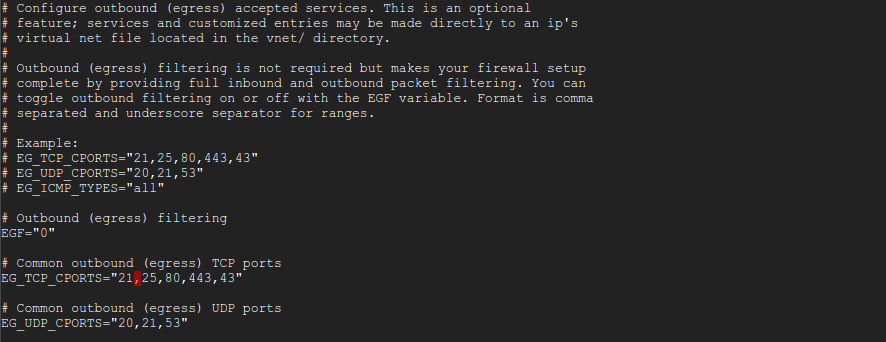 # Configure outbound (egress) accepted services. This is an optional
# feature; services and customized entries may be made directly to an ip's
# virtual net file located in the vnet/ directory.
#
# Outbound (egress) filtering is not required but makes your firewall setup
# complete by providing full inbound and outbound packet filtering. You can
# toggle outbound filtering on or off with the EGF variable. Format is comma
# separated and underscore separator for ranges.
#
# Example:
# EG_TCP_CPORTS="21,25,80,443,43"
# EG_UDP_CPORTS="20,21,53"
# EG_ICMP_TYPES="all"

# Outbound (egress) filtering
EGF="0"

# Common outbound (egress) TCP ports
EG_TCP_CPORTS="21,25,80,443,43"

# Common outbound (egress) UDP ports
EG_UDP_CPORTS="20,21,53"